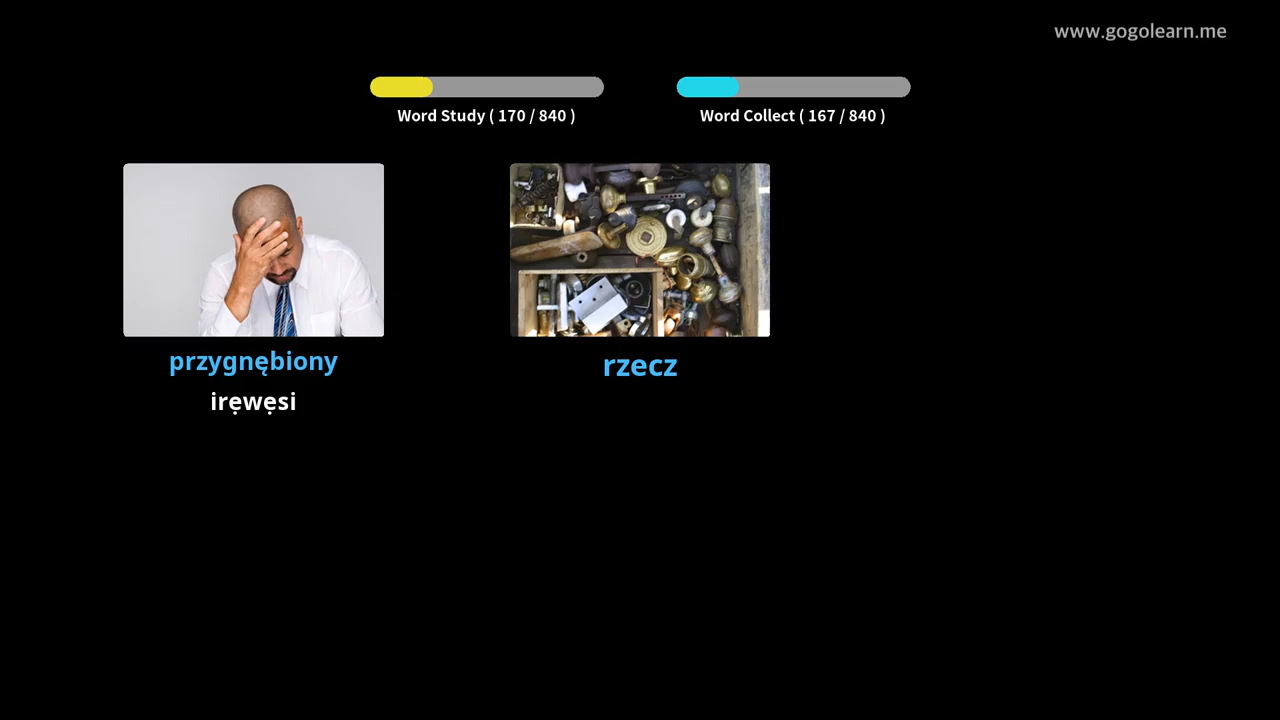 www.gogolearn.me
Word Study ( 170 / 840 )
Word Collect ( 167 / 840 )
przygnębiony
irẹwẹsi
rzecz